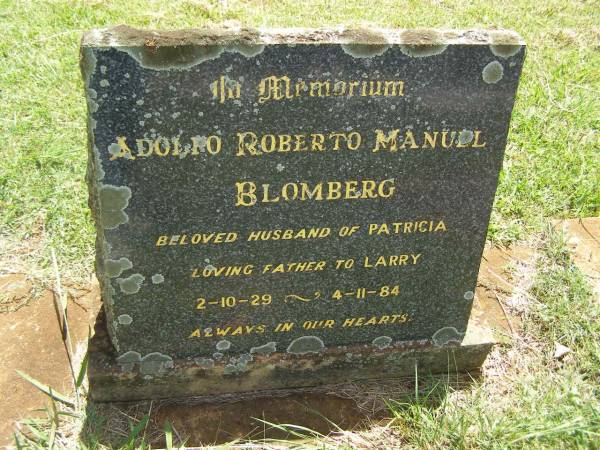 In Memorium
Adolfo Roberto Manuel
Blomberg
Beloved husband of Patricia
Loving father to Larry
2-10-29 ~ 4-11-84
Always in our hearts.